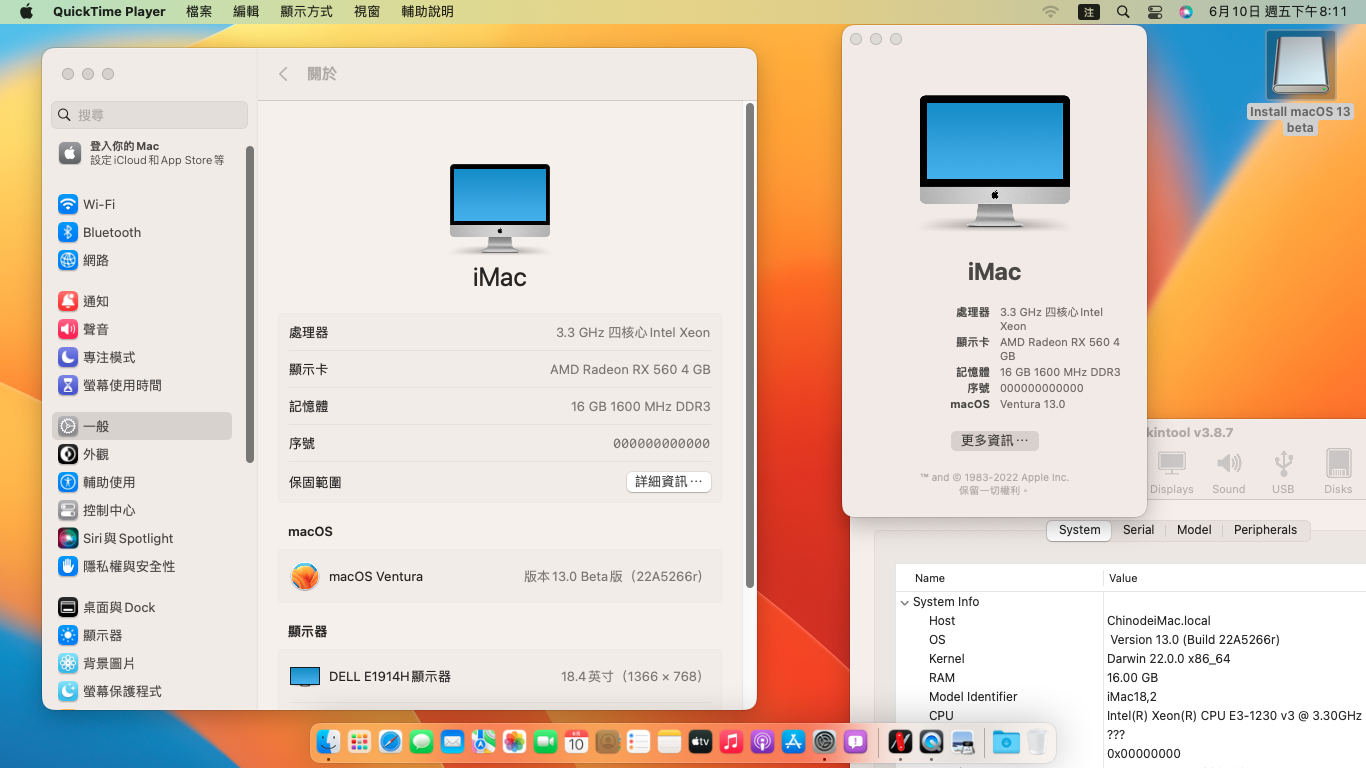 QuickTime Player 檔案 編輯 顯示方式 視窗 輔助說明 注 6月10日 週五下午8:11
關於
搜尋
登入你的 Mac
設定 iCloud 和 App Store 等
Wi-Fi
Bluetooth
網路
通知
聲音
專注模式
螢幕使用時間
一般
外觀
輔助使用
控制中心
Siri 與 Spotlight
隱私權與安全性
桌面與 Dock
顯示器
背景圖片
螢幕保護程式
iMac
處理器 3.3 GHz 四核心 Intel Xeon
顯示卡 AMD Radeon RX 560 4 GB
記憶體 16 GB 1600 MHz DDR3
序號 000000000000
保固範圍 詳細資訊⋯
macOS
macOS Ventura 版本 13.0 Beta 版（22A5266r）
顯示器
DELL E1914H 顯示器 18.4 英寸（1366 × 768）
iMac
處理器 3.3 GHz 四核心 Intel
Xeon
顯示卡 AMD Radeon RX 560 4
GB
記憶體 16 GB 1600 MHz DDR3
序號 000000000000
macOS Ventura 13.0
更多資訊⋯
™ and © 1983-2022 Apple Inc.
保留一切權利。
Install macOS 13
beta
kintool v3.8.7
Displays Sound USB Disks
System Serial Model Peripherals
Name Value
System Info
Host ChinodeiMac.local
OS Version 13.0 (Build 22A5266r)
Kernel Darwin 22.0.0 x86_64
RAM 16.00 GB
Model Identifier iMac18,2
CPU Intel(R) Xeon(R) CPU E3-1230 v3 @ 3.30GHz
???
0x00000000
tv
10